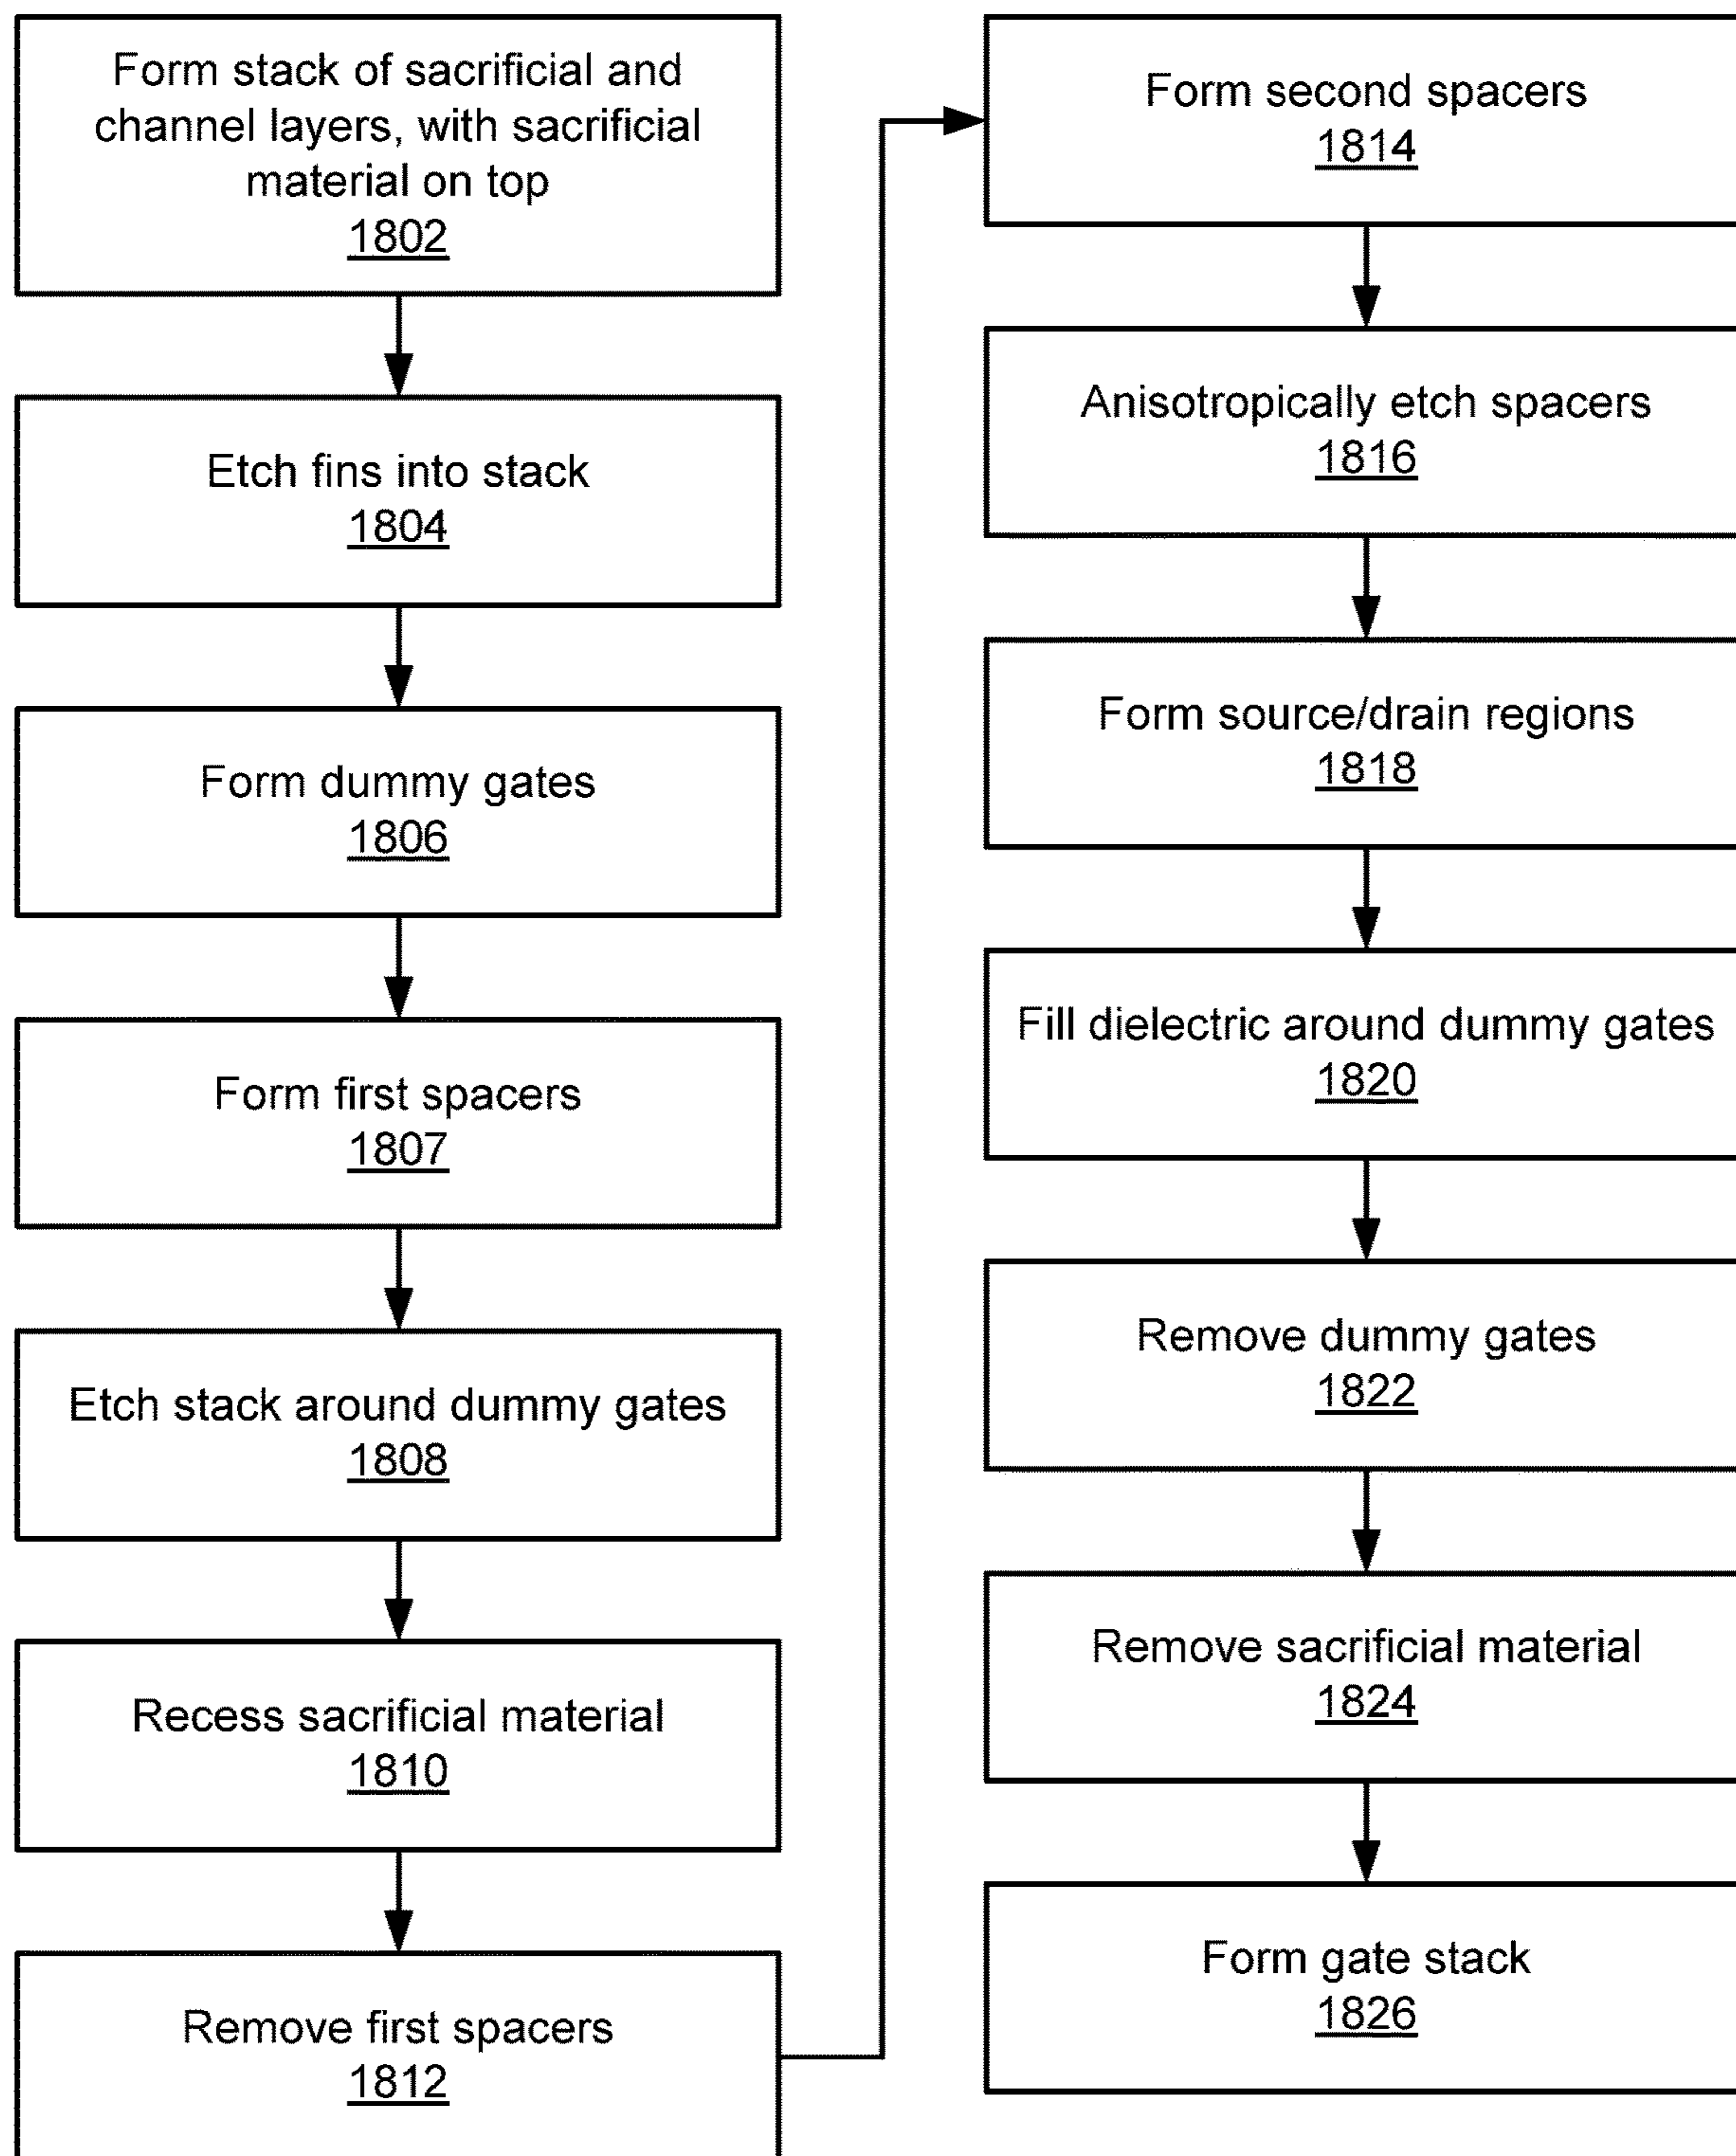 Form stack of sacrificial and
channel layers, with sacrificial
material on top
1802
Etch fins into stack
1804
Form dummy gates
1806
Form first spacers
1807
Etch stack around dummy gates
1808
Recess sacrificial material
1810
Remove first spacers
1812
Form second spacers
1814
Anisotropically etch spacers
1816
Form source/drain regions
1818
Fill dielectric around dummy gates
1820
Remove dummy gates
1822
Remove sacrificial material
1824
Form gate stack
1826